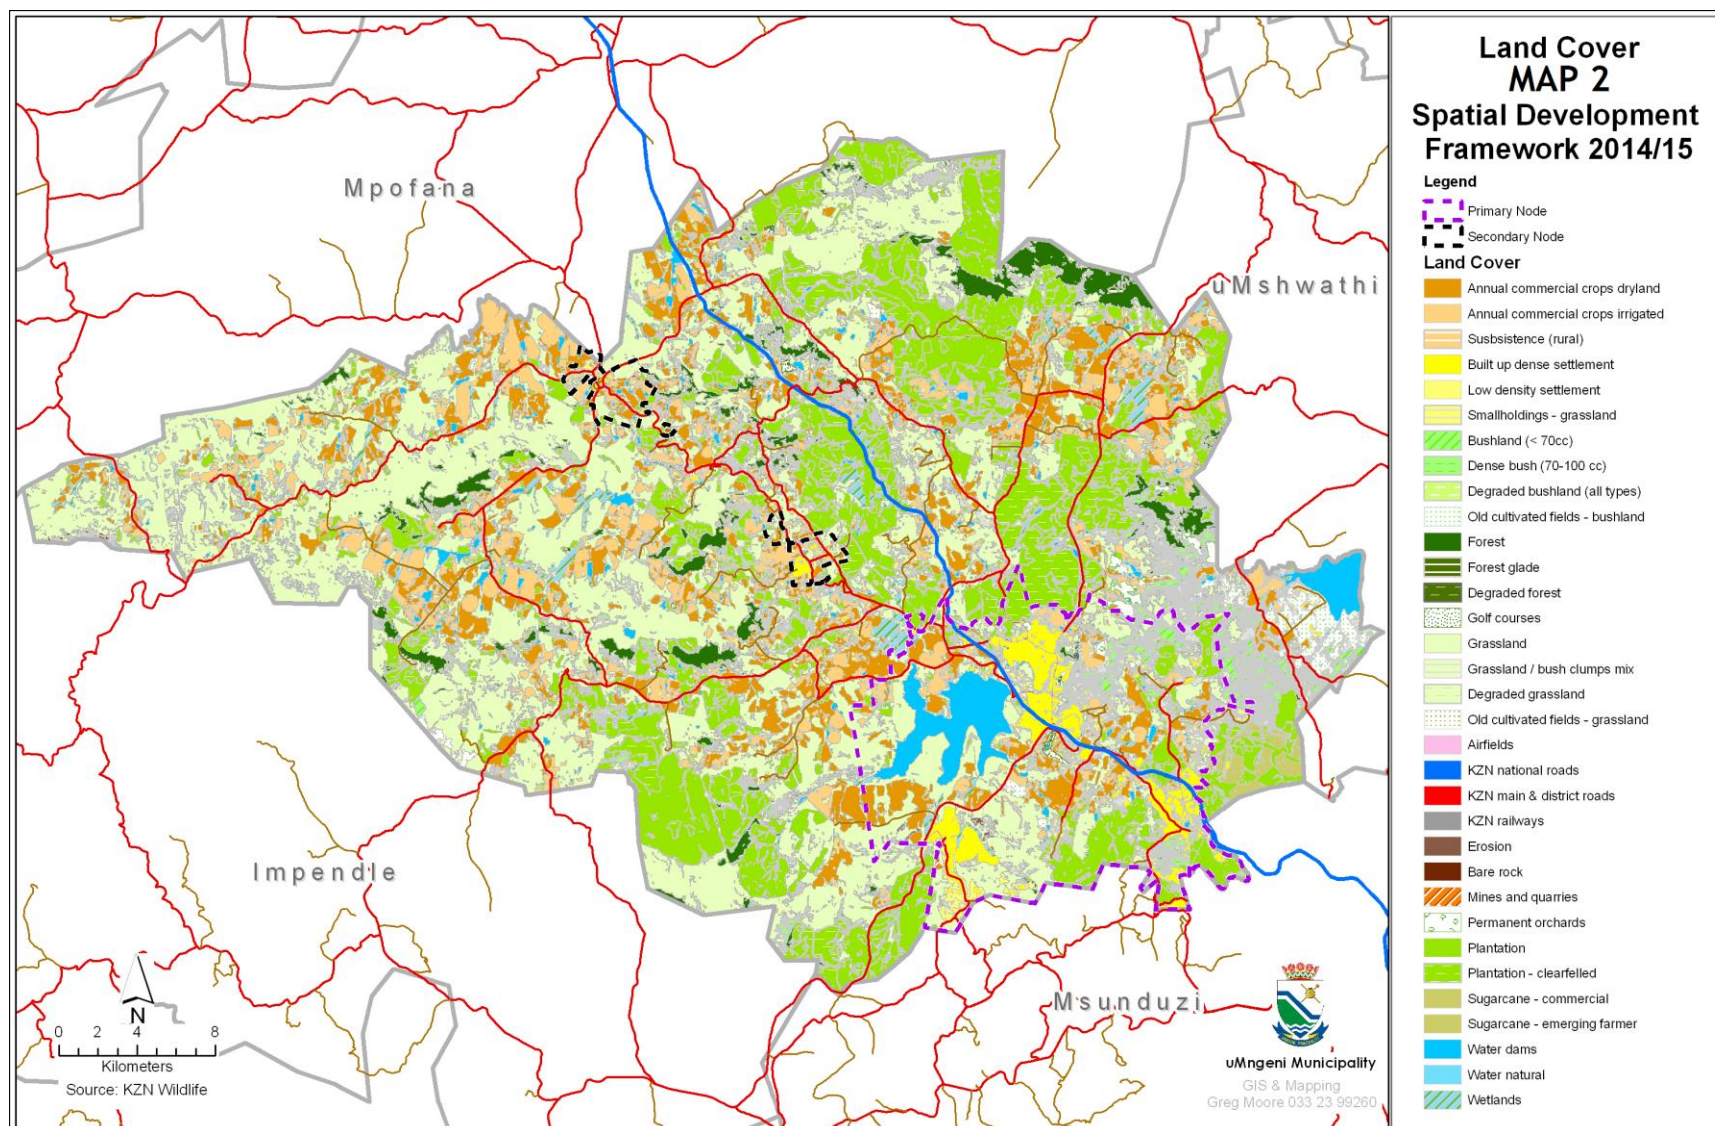 Land Cover
MAP 2
Spatial Development
Framework 2014/15
Legend
Primary Node
Secondary Node
Land Cover
Annual commercial crops dryland
Annual commercial crops irrigated
Susbsistence (rural)
Built up dense settlement
Low density settlement
Smallholdings - grassland
Bushland (< 70cc)
Dense bush (70-100 cc)
Degraded bushland (all types)
Old cultivated fields - bushland
Forest
Forest glade
Degraded forest
Golf courses
Grassland
Grassland / bush clumps mix
Degraded grassland
Old cultivated fields - grassland
Airfields
KZN national roads
KZN main & district roads
KZN railways
Erosion
Bare rock
Mines and quarries
Permanent orchards
Plantation
Plantation - clearfelled
Sugarcane - commercial
Sugarcane - emerging farmer
Water dams
Water natural
Wetlands
Mpofana
uMshwathi
Impendle
Msunduzi
N
0 2 4 8
Kilometers
Source: KZN Wildlife
uMngeni Municipality
GIS & Mapping
Greg Moore 033 23 99260